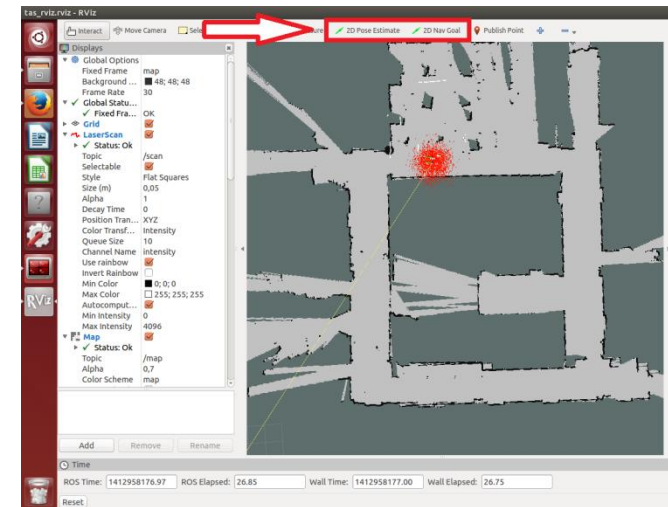 tas_rviz.rviz - RViz
Interact
Move Camera
2D Pose Estimate
2D Nav Goal
Publish Point
Displays
Global Options
Fixed Frame map
Background ... 48; 48; 48
Frame Rate 30
Global Statu...
Fixed Fra... OK
Grid
LaserScan
Status: Ok
Topic /scan
Selectable
Style Flat Squares
Size (m) 0,05
Alpha 1
Decay Time 0
Position Tran... XYZ
Color Transf... Intensity
Queue Size 10
Channel Name intensity
Use rainbow
Invert Rainbow
Min Color 0; 0; 0
Max Color 255; 255; 255
Autocomput...
Min Intensity 0
Max Intensity 4096
Map
Status: Ok
Topic /map
Alpha 0,7
Color Scheme map
Add Remove Rename
Time
ROS Time: 1412958176.97 ROS Elapsed: 26.85 Wall Time: 1412958177.00 Wall Elapsed: 26.75
Reset
RViz